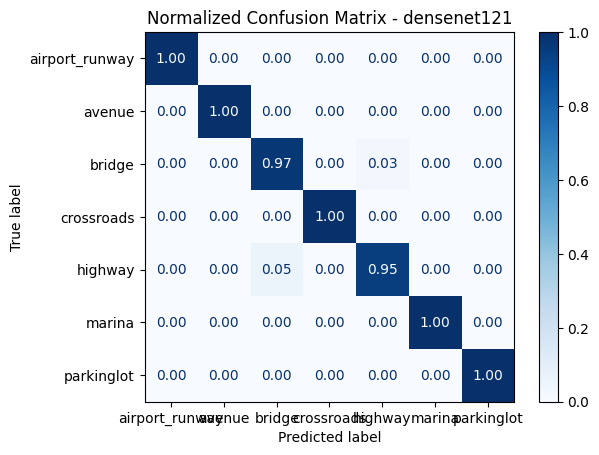 Normalized Confusion Matrix - densenet121
True label
airport_runway 1.00 0.00 0.00 0.00 0.00 0.00 0.00
avenue 0.00 1.00 0.00 0.00 0.00 0.00 0.00
bridge 0.00 0.00 0.97 0.00 0.03 0.00 0.00
crossroads 0.00 0.00 0.00 1.00 0.00 0.00 0.00
highway 0.00 0.00 0.05 0.00 0.95 0.00 0.00
marina 0.00 0.00 0.00 0.00 0.00 1.00 0.00
parkinglot 0.00 0.00 0.00 0.00 0.00 0.00 1.00
airport_runway avenue bridge crossroads highway marina parkinglot
Predicted label
1.0
0.8
0.6
0.4
0.2
0.0